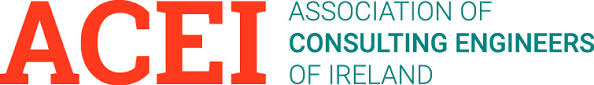 ACEI
ASSOCIATION OF
CONSULTING ENGINEERS
OF IRELAND